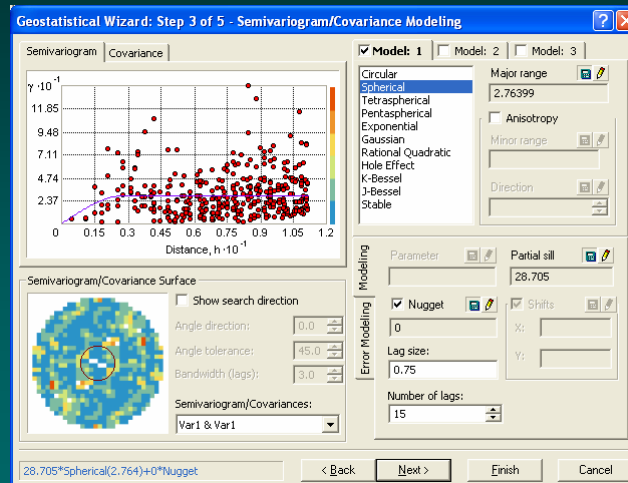 Geostatistical Wizard: Step 3 of 5 - Semivariogram/Covariance Modeling
Semivariogram
Covariance
γ·10⁻¹
11.85
9.48
7.11
4.74
2.37
0 0.15 0.3 0.45 0.6 0.75 0.9 1.05 1.2
Distance, h·10⁻¹
Model: 1
Model: 2
Model: 3
Circular
Spherical
Tetraspherical
Pentaspherical
Exponential
Gaussian
Rational Quadratic
Hole Effect
K-Bessel
J-Bessel
Stable
Major range
2.76399
Anisotropy
Minor range
Direction
Semivariogram/Covariance Surface
Show search direction
Angle direction:
0.0
Angle tolerance:
45.0
Bandwidth (lags):
3.0
Semivariogram/Covariances:
Var1 & Var1
Modeling
Error Modeling
Parameter
Partial sill
28.705
Nugget
0
Shifts
X:
Y:
Lag size:
0.75
Number of lags:
15
28.705*Spherical(2.764)+0*Nugget
< Back
Next >
Finish
Cancel